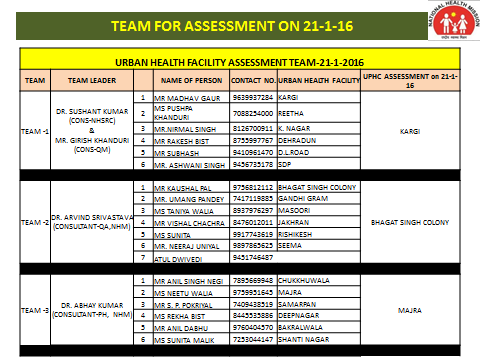 TEAM FOR ASSESSMENT ON 21-1-16
NATIONAL HEALTH MISSION
URBAN HEALTH FACILITY ASSESSMENT TEAM-21-1-2016
TEAM TEAM LEADER NAME OF PERSON CONTACT NO. URBAN HEALTH FACILITY UPHC ASSESSMENT on 21-1-16
TEAM -1 DR. SUSHANT KUMAR (CONS-NHSRC) & MR. GIRISH KHANDURI (CONS-QM) KARGI
1 MR MADHAV GAUR 9639937284 KARGI
2 MS PUSHPA KHANDURI 7088254000 REETHA
3 MR.NIRMAL SINGH 8126700911 K. NAGAR
4 MR RAKESH BIST 8755997767 DEHRADUN
5 MR SUBHASH 9410961470 D.L.ROAD
6 MR. ASHWANI SINGH 9456735178 SDP
TEAM -2 DR. ARVIND SRIVASTAVA (CONSULTANT-QA,NHM) BHAGAT SINGH COLONY
1 MR KAUSHAL PAL 9756812112 BHAGAT SINGH COLONY
2 MR. UMANG PANDEY 7417119885 GANDHI GRAM
3 MS TANIYA WALIA 8937976297 MASOORI
4 MR VISHAL CHACHRA 8476012011 JAKHRAN
5 MS SUNITA 9917743619 RISHIKESH
6 MR. NEERAJ UNIYAL 9897865625 SEEMA
7 ATUL DWIVEDI 9451746487
TEAM -3 DR. ABHAY KUMAR (CONSULTANT-PH, NHM) MAJRA
1 MR ANIL SINGH NEGI 7895669948 CHUKKHUWALA
2 MS NEETU WALIA 9759951645 MAJRA
3 MR S. P. POKRIYAL 7409438519 SAMARPAN
4 MS REKHA BIST 8445535886 DEEPNAGAR
5 MR ANIL DABHU 9760404570 BAKRALWALA
6 MS SUNITA MALIK 7253044147 SHANTI NAGAR